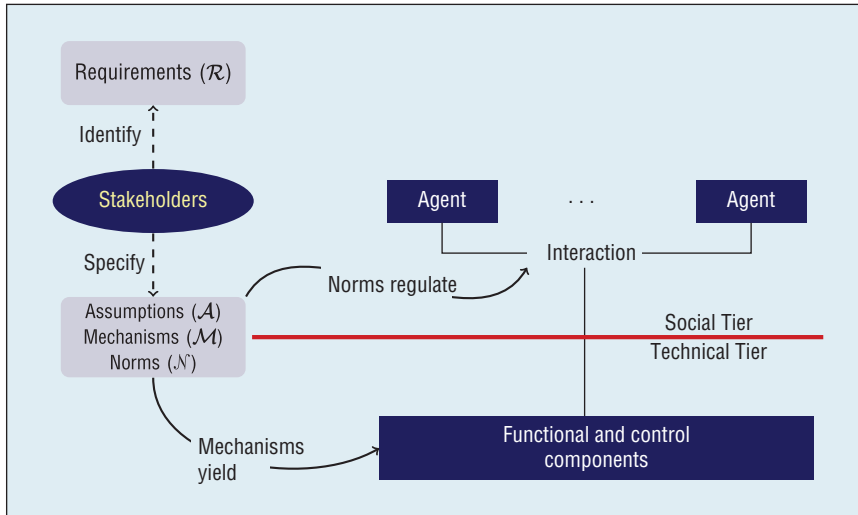 Requirements (ℛ)
Identify
Stakeholders
Specify
Assumptions (𝒜)
Mechanisms (ℳ)
Norms (𝒩)
Agent
. . .
Agent
Interaction
Norms regulate
Social Tier
Technical Tier
Mechanisms
yield
Functional and control
components